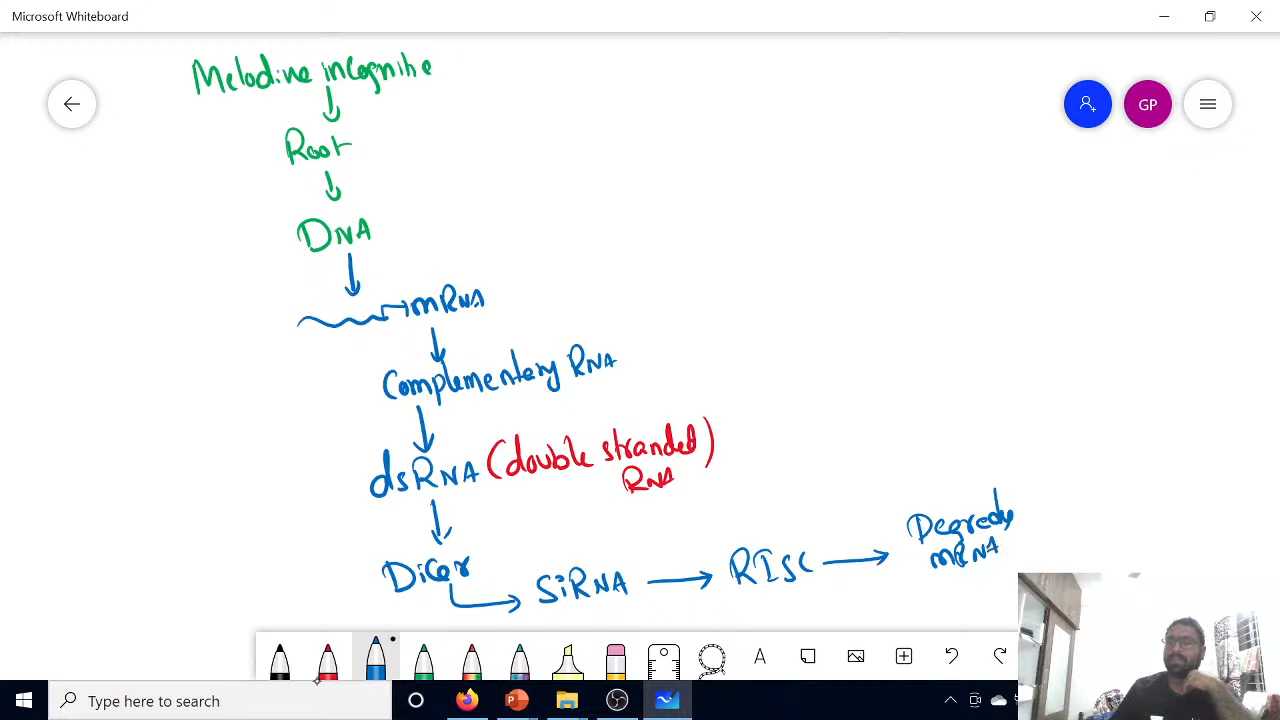 Microsoft Whiteboard
Melodine incognite
GP
Root
DNA
mRNA
Complementary RNA
dsRNA (double stranded)
RNA
Dicer
SiRNA
RISC
Degrade
mRNA
Type here to search